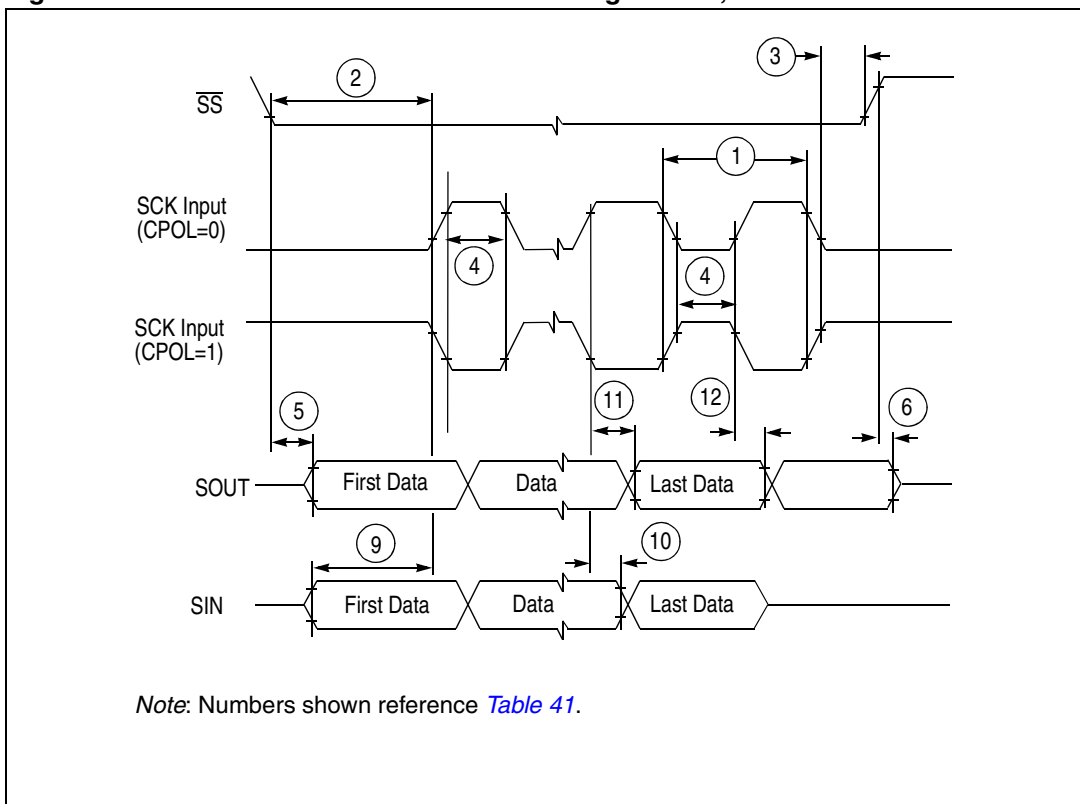 3
2
SS
1
SCK Input
(CPOL=0)
4
4
SCK Input
(CPOL=1)
12
11
5
6
SOUT
First Data
Data
Last Data
9
10
SIN
First Data
Data
Last Data
Note: Numbers shown reference Table 41.